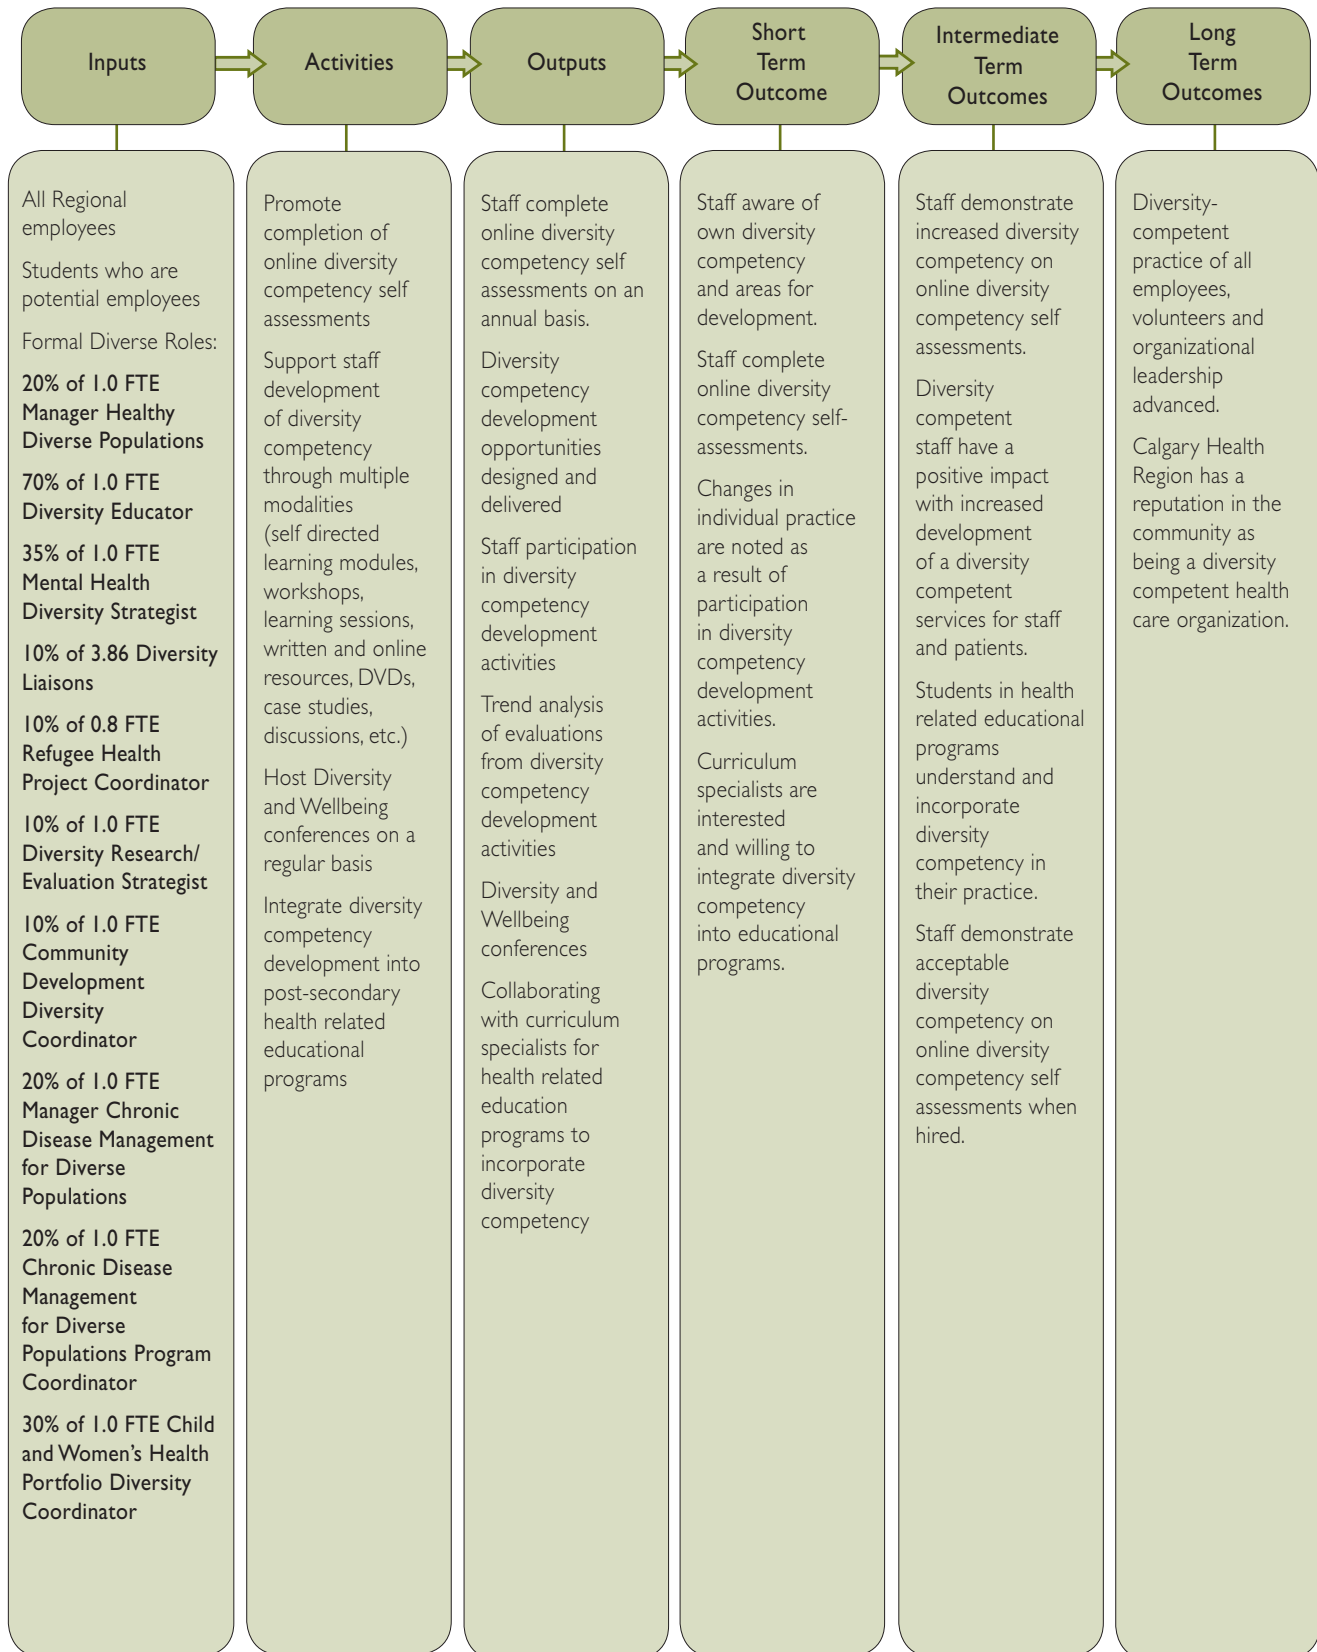 Inputs
Activities
Outputs
Short
Term
Outcome
Intermediate
Term
Outcomes
Long
Term
Outcomes
All Regional
employees
Students who are
potential employees
Formal Diverse Roles:
20% of 1.0 FTE
Manager Healthy
Diverse Populations
70% of 1.0 FTE
Diversity Educator
35% of 1.0 FTE
Mental Health
Diversity Strategist
10% of 3.86 Diversity
Liaisons
10% of 0.8 FTE
Refugee Health
Project Coordinator
10% of 1.0 FTE
Diversity Research/
Evaluation Strategist
10% of 1.0 FTE
Community
Development
Diversity
Coordinator
20% of 1.0 FTE
Manager Chronic
Disease Management
for Diverse
Populations
20% of 1.0 FTE
Chronic Disease
Management
for Diverse
Populations Program
Coordinator
30% of 1.0 FTE Child
and Women's Health
Portfolio Diversity
Coordinator
Promote
completion of
online diversity
competency self
assessments
Support staff
development
of diversity
competency
through multiple
modalities
(self directed
learning modules,
workshops,
learning sessions,
written and online
resources, DVDs,
case studies,
discussions, etc.)
Host Diversity
and Wellbeing
conferences on a
regular basis
Integrate diversity
competency
development into
post-secondary
health related
educational
programs
Staff complete
online diversity
competency self
assessments on an
annual basis.
Diversity
competency
development
opportunities
designed and
delivered
Staff participation
in diversity
competency
development
activities
Trend analysis
of evaluations
from diversity
competency
development
activities
Diversity and
Wellbeing
conferences
Collaborating
with curriculum
specialists for
health related
education
programs to
incorporate
diversity
competency
Staff aware of
own diversity
competency
and areas for
development.
Staff complete
online diversity
competency self-
assessments.
Changes in
individual practice
are noted as
a result of
participation
in diversity
competency
development
activities.
Curriculum
specialists are
interested
and willing to
integrate diversity
competency
into educational
programs.
Staff demonstrate
increased diversity
competency on
online diversity
competency self
assessments.
Diversity
competent
staff have a
positive impact
with increased
development
of a diversity
competent
services for staff
and patients.
Students in health
related educational
programs
understand and
incorporate
diversity
competency in
their practice.
Staff demonstrate
acceptable
diversity
competency on
online diversity
competency self
assessments when
hired.
Diversity-
competent
practice of all
employees,
volunteers and
organizational
leadership
advanced.
Calgary Health
Region has a
reputation in the
community as
being a diversity
competent health
care organization.